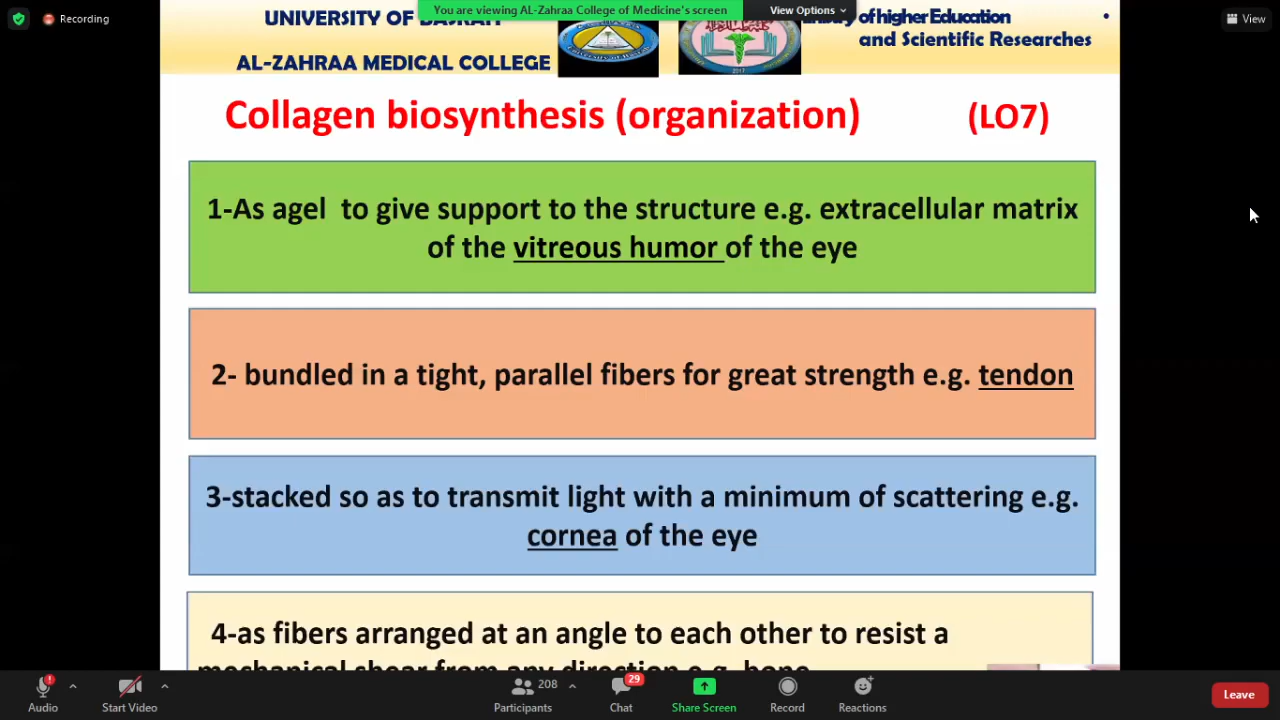 Recording
You are viewing AL-Zahraa College of Medicine's screen
View Options
View
UNIVERSITY OF BASRAH
of higher Education
and Scientific Researches
AL-ZAHRAA MEDICAL COLLEGE
2017
Collagen biosynthesis (organization) (LO7)
1-As agel to give support to the structure e.g. extracellular matrix
of the vitreous humor of the eye
2- bundled in a tight, parallel fibers for great strength e.g. tendon
3-stacked so as to transmit light with a minimum of scattering e.g.
cornea of the eye
4-as fibers arranged at an angle to each other to resist a
mechanical shear from any direction e.g. bone
Audio
Start Video
208
Participants
29
Chat
Share Screen
Record
Reactions
Leave